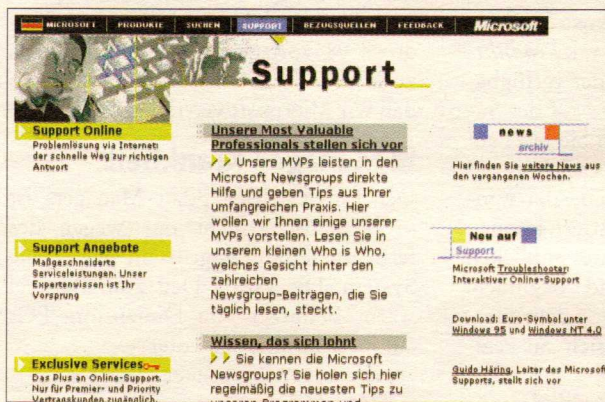 MICROSOFT PRODUKTE SUCHEN SUPPORT BEZUGSQUELLEN FEEDBACK Microsoft
Support
Support Online
Problemlösung via Internet:
der schnelle Weg zur richtigen
Antwort
Support Angebote
Maßgeschneiderte
Serviceleistungen. Unser
Expertenwissen ist Ihr
Vorsprung
Exclusive Services
Das Plus an Online-Support.
Nur für Premier- und Priority
Vertragskunden zugänglich.
Unsere Most Valuable
Professionals stellen sich vor
Unsere MVPs leisten in den
Microsoft Newsgroups direkte
Hilfe und geben Tips aus Ihrer
umfangreichen Praxis. Hier
wollen wir Ihnen einige unserer
MVPs vorstellen. Lesen Sie in
unserem kleinen Who is Who,
welches Gesicht hinter den
zahlreichen
Newsgroup-Beiträgen, die Sie
täglich lesen, steckt.
Wissen, das sich lohnt
Sie kennen die Microsoft
Newsgroups? Sie holen sich hier
regelmäßig die neuesten Tips zu
unseren Programmen und
news
archiv
Hier finden Sie weitere News aus
den vergangenen Wochen.
Neu auf
Support
Microsoft Troubleshooter:
Interaktiver Online-Support
Download: Euro-Symbol unter
Windows 95 und Windows NT 4.0
Guido Häring, Leiter des Microsoft
Supports, stellt sich vor